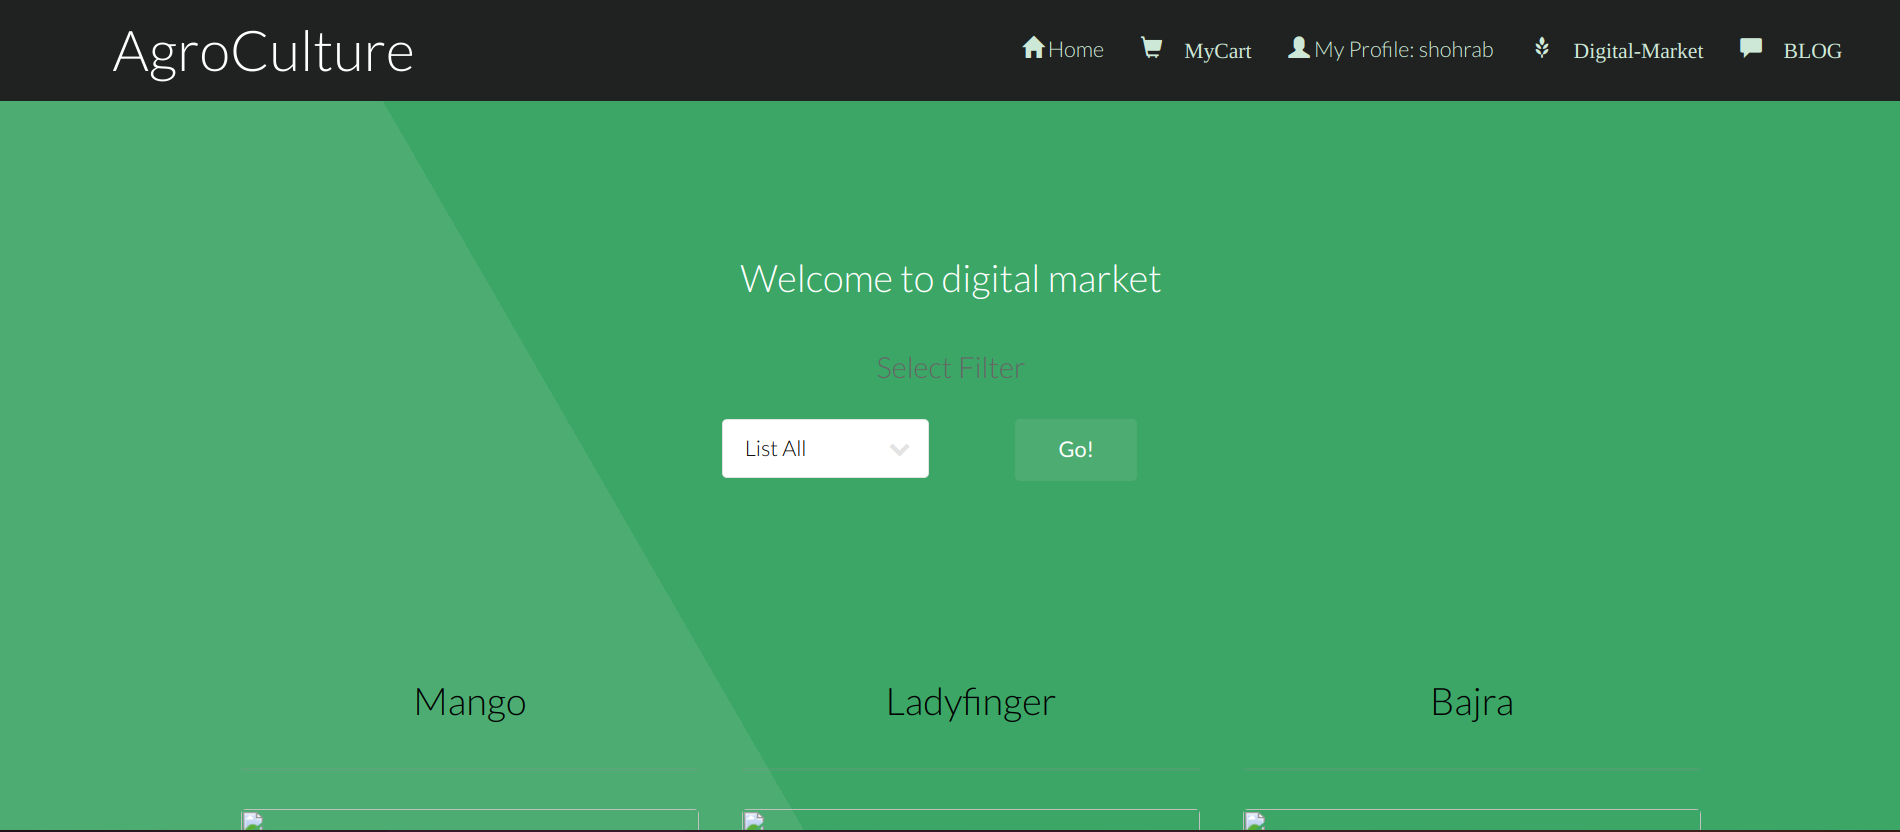 AgroCulture
Home MyCart My Profile: shohrab Digital-Market BLOG
Welcome to digital market
Select Filter
List All Go!
Mango Ladyfinger Bajra